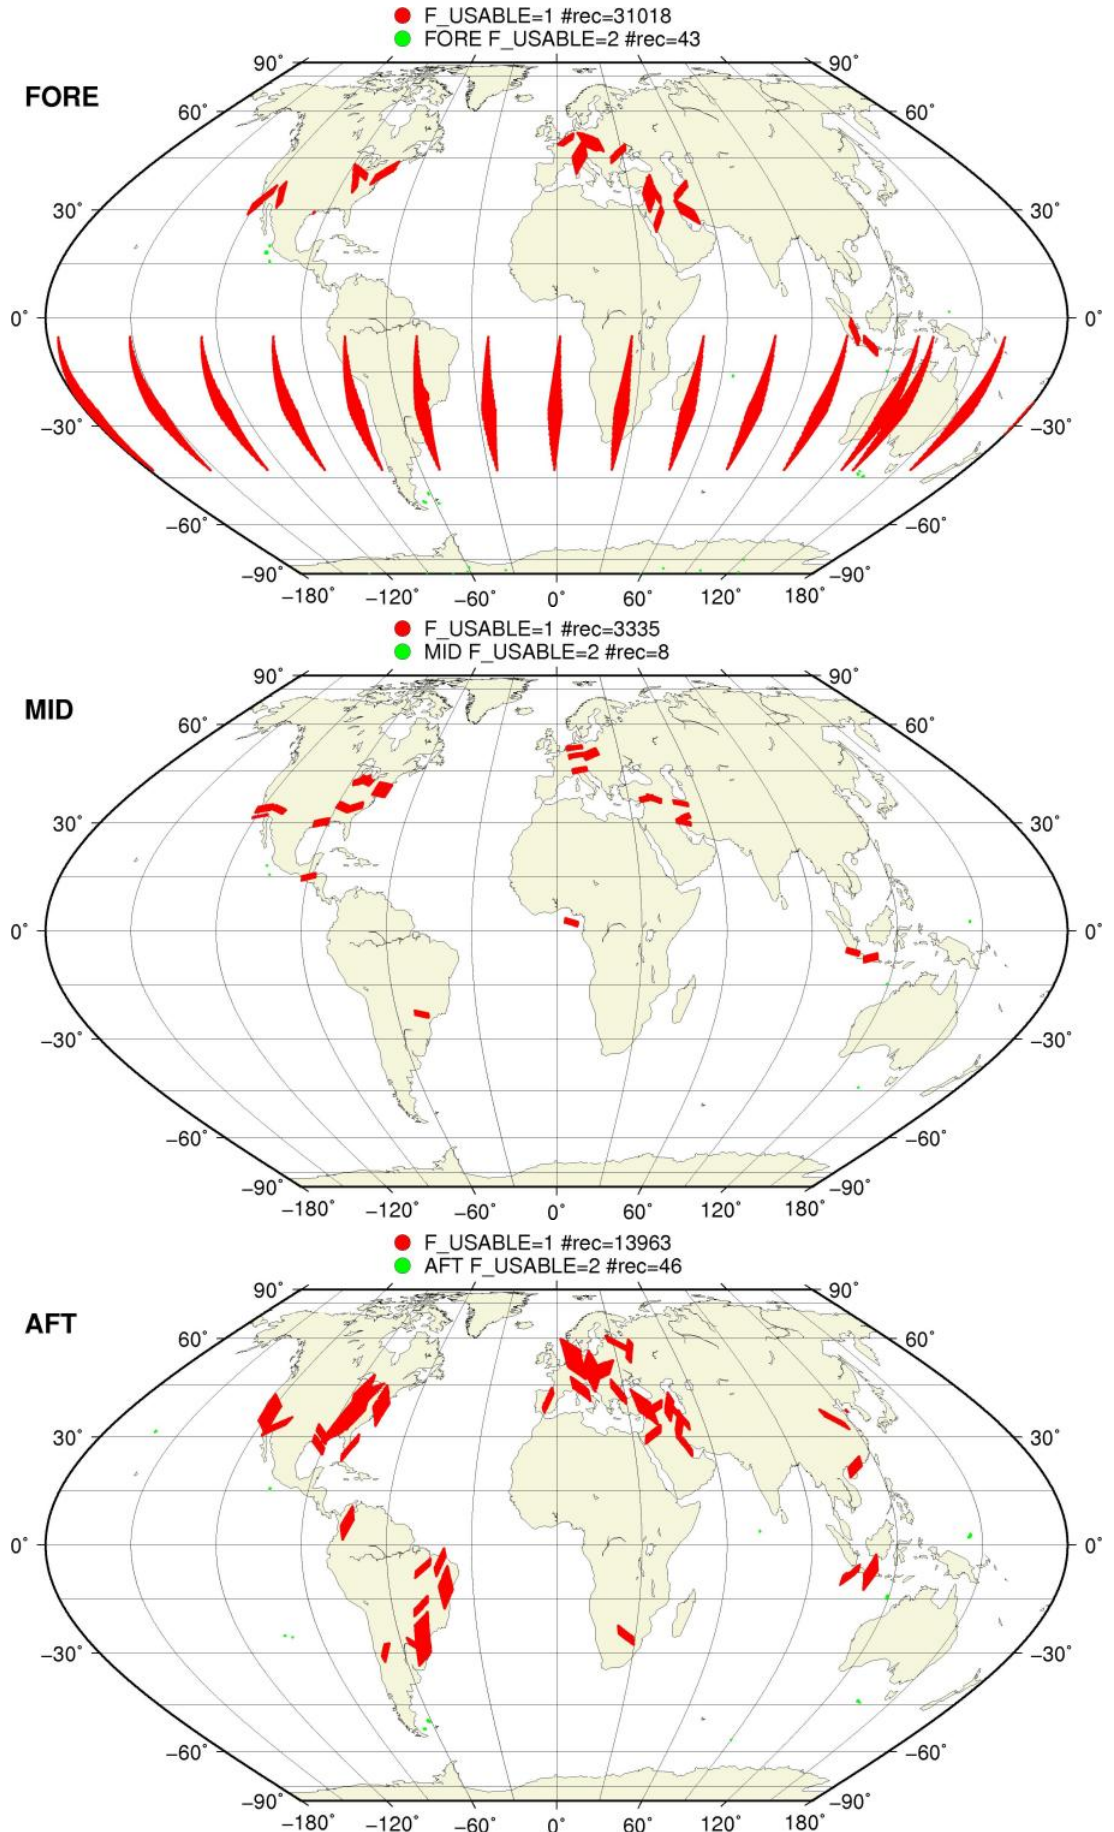 F_USABLE=1 #rec=31018
FORE F_USABLE=2 #rec=43
FORE
90° 90°
60° 60°
30° 30°
0° 0°
−30° −30°
−60° −60°
−90° −90°
−180° −120° −60° 0° 60° 120° 180°
F_USABLE=1 #rec=3335
MID F_USABLE=2 #rec=8
MID
90° 90°
60° 60°
30° 30°
0° 0°
−30° −30°
−60° −60°
−90° −90°
−180° −120° −60° 0° 60° 120° 180°
F_USABLE=1 #rec=13963
AFT F_USABLE=2 #rec=46
AFT
90° 90°
60° 60°
30° 30°
0° 0°
−30° −30°
−60° −60°
−90° −90°
−180° −120° −60° 0° 60° 120° 180°